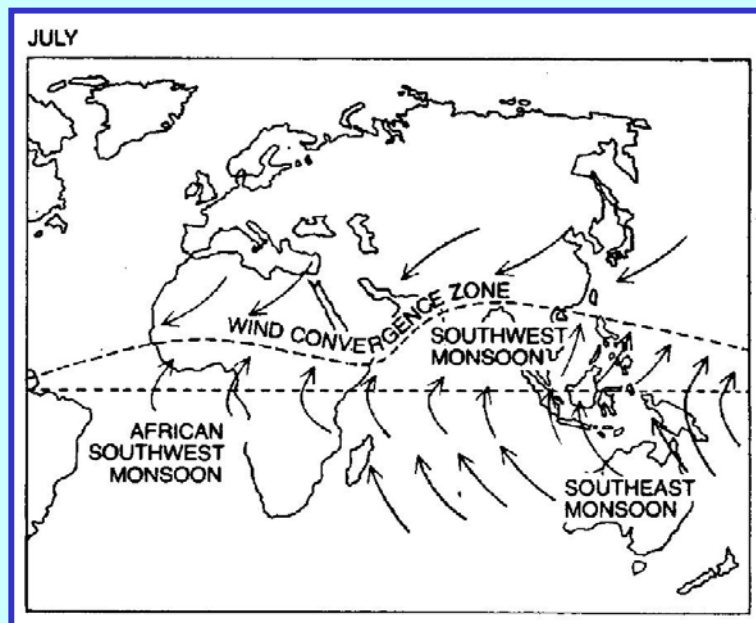 JULY
WIND CONVERGENCE ZONE
SOUTHWEST
MONSOON
AFRICAN
SOUTHWEST
MONSOON
SOUTHEAST
MONSOON